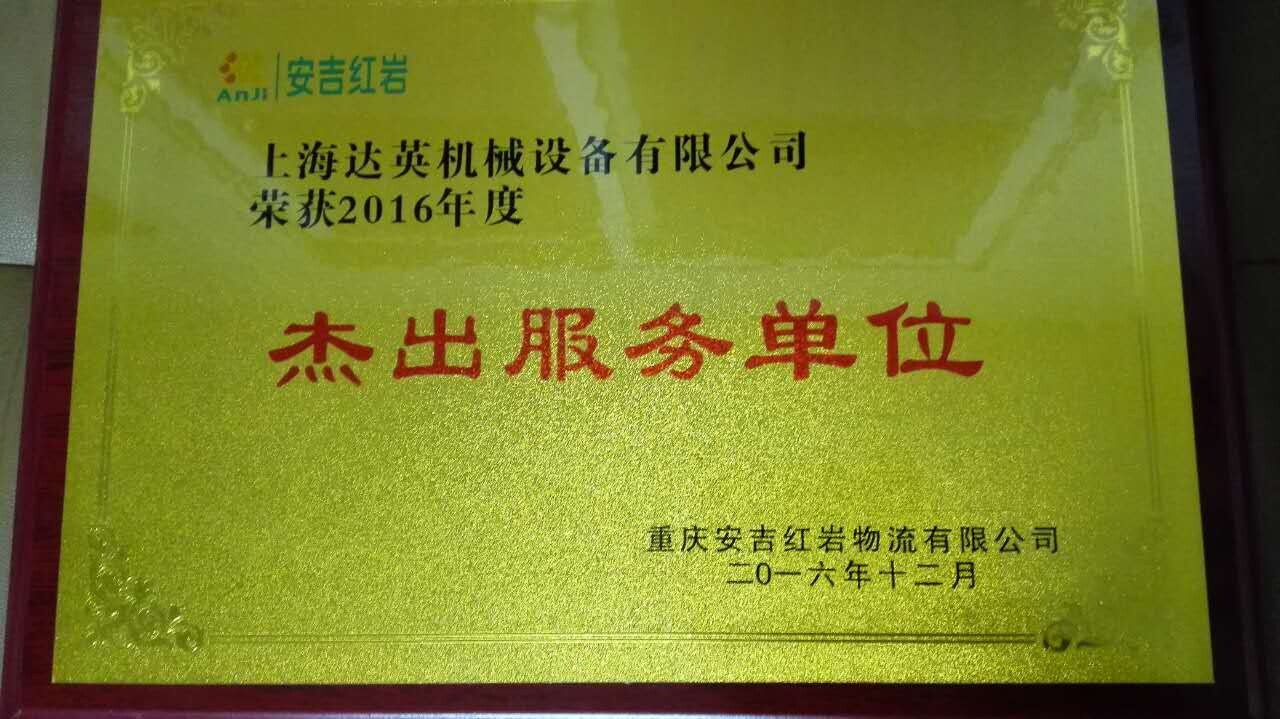 AnJi 安吉红岩
上海达英机械设备有限公司
荣获2016年度
杰出服务单位
重庆安吉红岩物流有限公司
二0一六年十二月